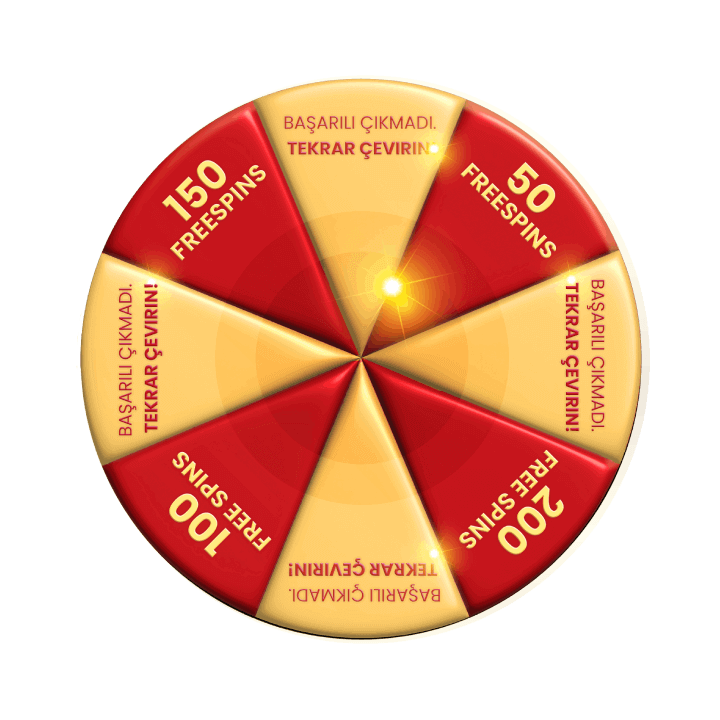 BAŞARILI ÇIKMADI.
TEKRAR ÇEVIRIN!
50
FREESPINS
BAŞARILI ÇIKMADI.
TEKRAR ÇEVIRIN!
200
FREE SPINS
BAŞARILI ÇIKMADI.
TEKRAR ÇEVIRIN!
100
FREE SPINS
BAŞARILI ÇIKMADI.
TEKRAR ÇEVIRIN!
150
FREESPINS